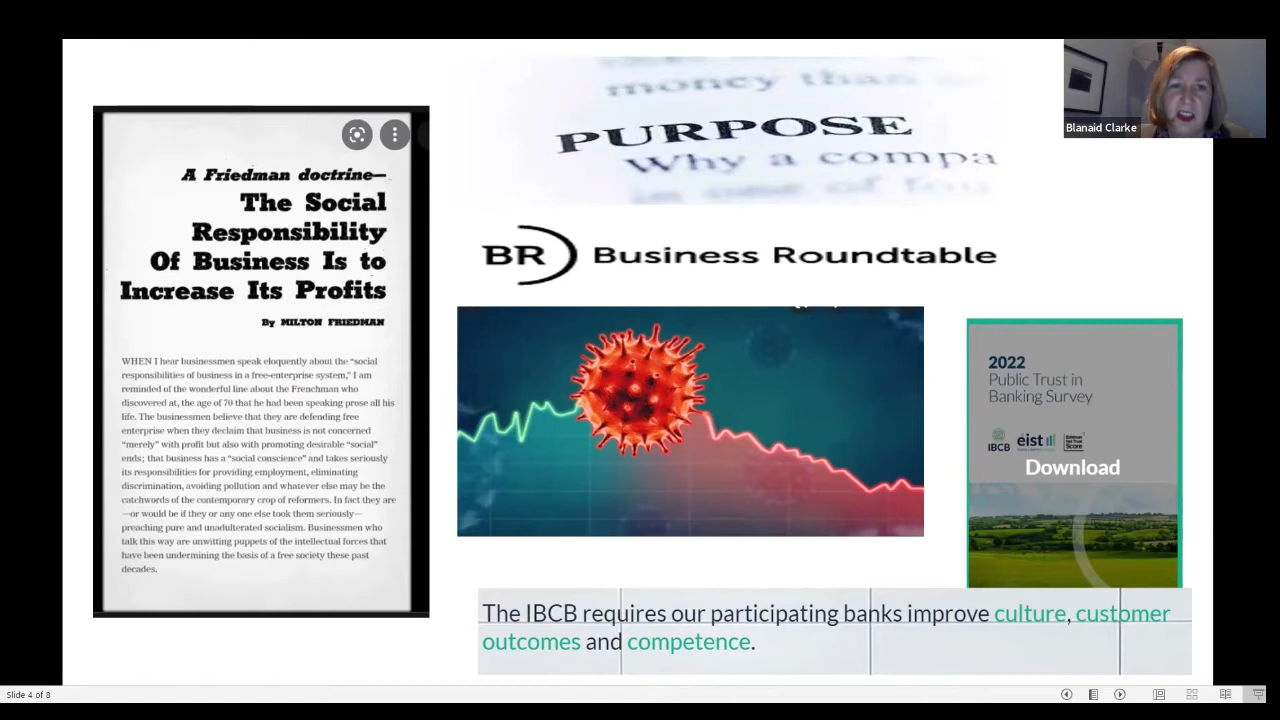 A Friedman doctrine—
The Social
Responsibility
Of Business Is to
Increase Its Profits
By MILTON FRIEDMAN
WHEN I hear businessmen speak eloquently about the "social
responsibilities of business in a free-enterprise system," I am
reminded of the wonderful line about the Frenchman who
discovered at, the age of 70 that he had been speaking prose all his
life. The businessmen believe that they are defending free
enterprise when they declaim that business is not concerned
"merely" with profit but also with promoting desirable "social"
ends; that business has a "social conscience" and takes seriously
its responsibilities for providing employment, eliminating
discrimination, avoiding pollution and whatever else may be the
catchwords of the contemporary crop of reformers. In fact they are
—or would be if they or any one else took them seriously—
preaching pure and unadulterated socialism. Businessmen who
talk this way are unwitting puppets of the intellectual forces that
have been undermining the basis of a free society these past
decades.
money than
PURPOSE
Why a compa
in one of
BR Business Roundtable
Blanaid Clarke
2022
Public Trust in
Banking Survey
IBCB eist
Download
The IBCB requires our participating banks improve culture, customer
outcomes and competence.
Slide 4 of 8